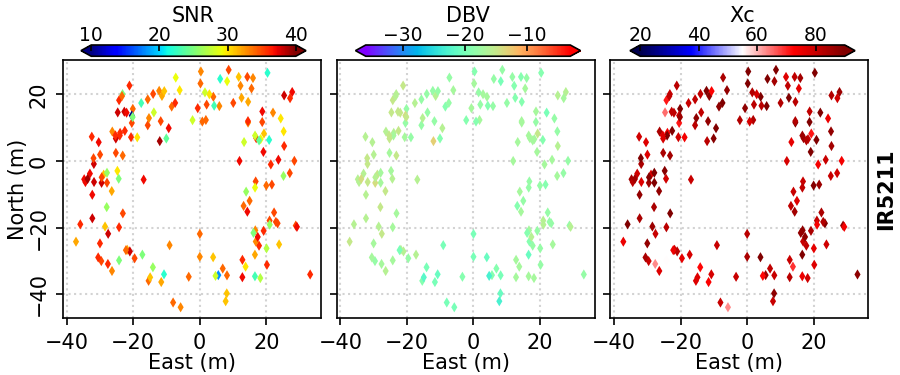 SNR DBV Xc
10 20 30 40 −30 −20 −10 20 40 60 80
20
0
−20
−40
North (m)
IR5211
−40 −20 0 20 −40 −20 0 20 −40 −20 0 20
East (m) East (m) East (m)